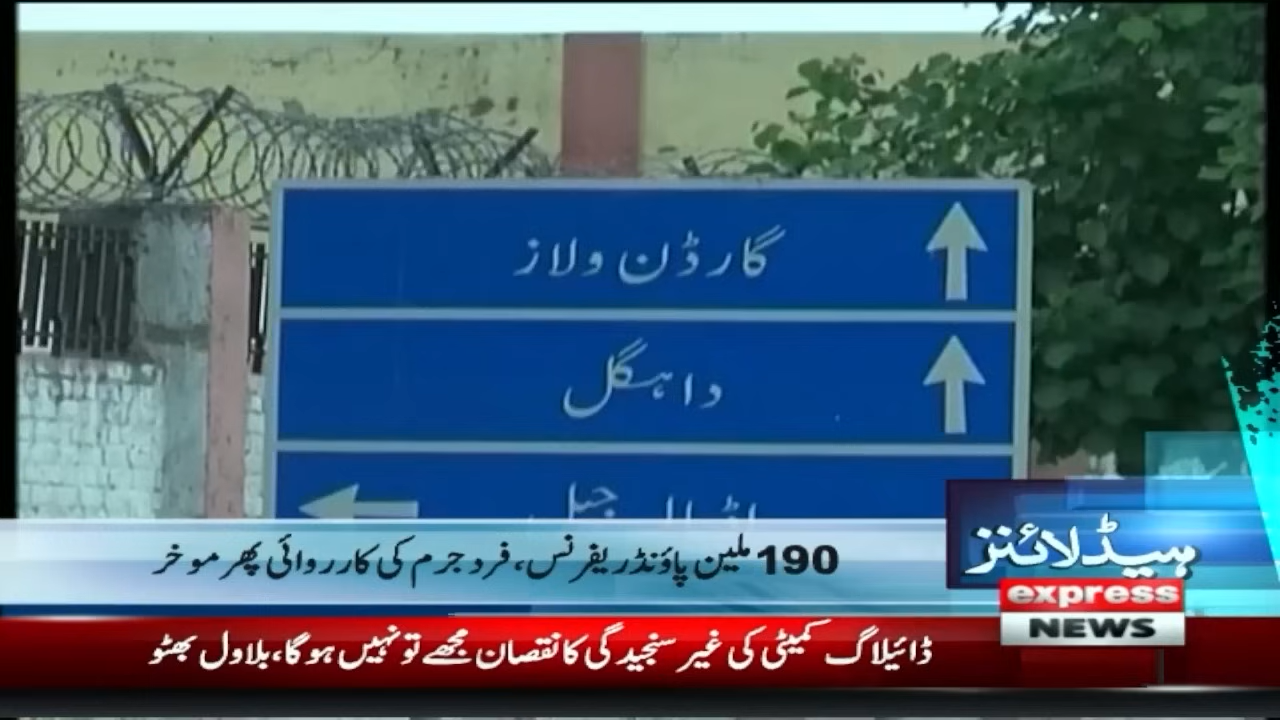 گارڈن ولاز
داہگل
جیل
190 ملین پاؤنڈ ریفرنس، فرد جرم کی کارروائی پھر موخر
ہیڈلائنز
express
NEWS
ڈائیلاگ کمیٹی کی غیر سنجیدگی کا نقصان مجھے تو نہیں ہوگا، بلاول بھٹو